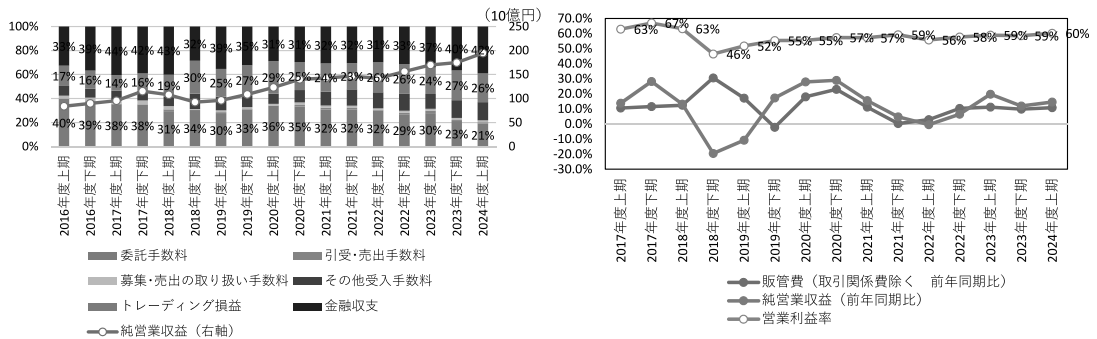 (10億円)
100%
80%
60%
40%
20%
0%
250
200
150
100
50
0
33% 39% 44% 42% 43% 32% 39% 35% 31% 31% 32% 32% 31% 33% 37% 40% 42%
17% 16% 14% 16% 19% 30% 25% 27% 29% 25% 24% 23% 26% 26% 24% 27% 26%
40% 39% 38% 38% 31% 34% 30% 33% 36% 35% 32% 32% 32% 29% 30% 23% 21%
2016年度上期
2016年度下期
2017年度上期
2017年度下期
2018年度上期
2018年度下期
2019年度上期
2019年度下期
2020年度上期
2020年度下期
2021年度上期
2021年度下期
2022年度上期
2022年度下期
2023年度上期
2023年度下期
2024年度上期
委託手数料 引受・売出手数料
募集・売出の取り扱い手数料 その他受入手数料
トレーディング損益 金融収支
純営業収益（右軸）
70.0%
60.0%
50.0%
40.0%
30.0%
20.0%
10.0%
0.0%
-10.0%
-20.0%
-30.0%
63% 67% 63% 46% 52% 55% 55% 57% 57% 59% 56% 58% 59% 59% 60%
2017年度上期
2017年度下期
2018年度上期
2018年度下期
2019年度上期
2019年度下期
2020年度上期
2020年度下期
2021年度上期
2021年度下期
2022年度上期
2022年度下期
2023年度上期
2023年度下期
2024年度上期
販管費（取引関係費除く　前年同期比）
純営業収益（前年同期比）
営業利益率